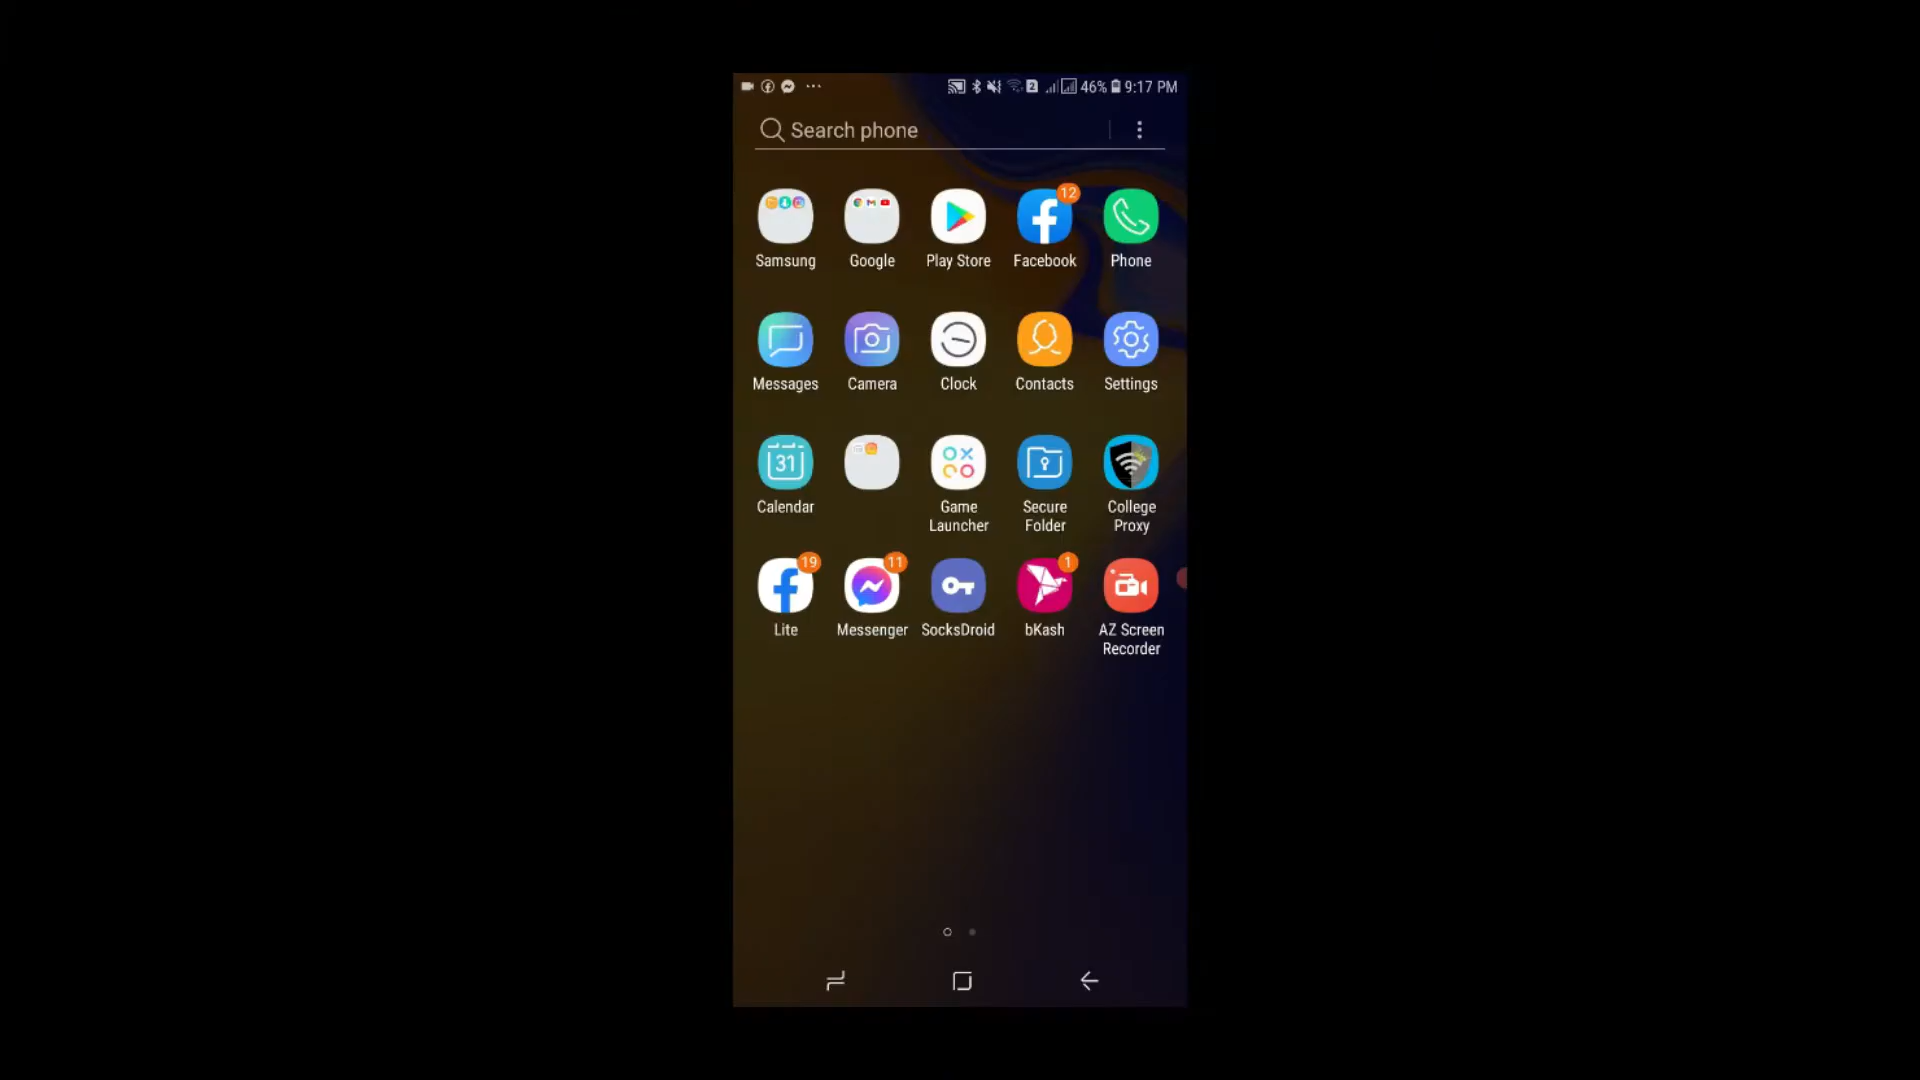 46% 9:17 PM
Search phone
12
Samsung Google Play Store Facebook Phone
Messages Camera Clock Contacts Settings
31
Calendar Game Launcher Secure Folder College Proxy
19 11 1
Lite Messenger SocksDroid bKash AZ Screen Recorder